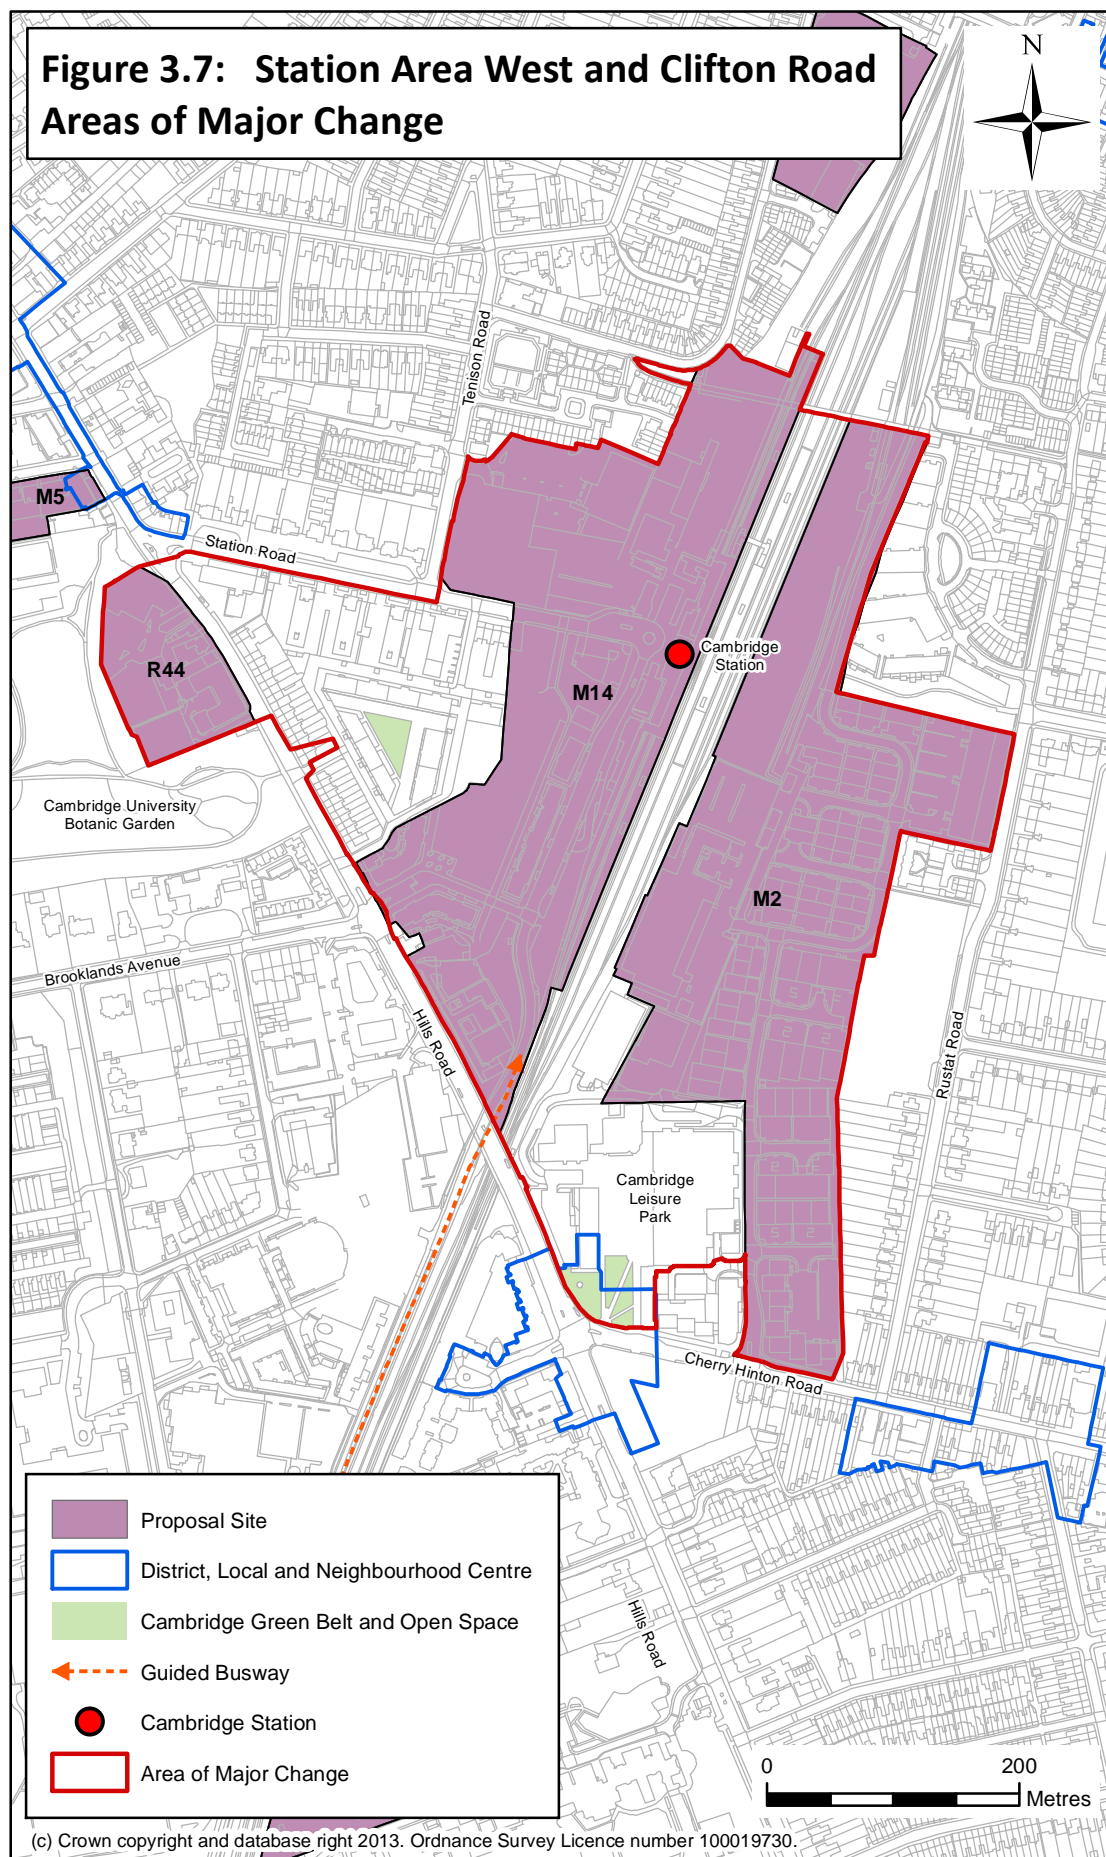 Figure 3.7: Station Area West and Clifton Road
Areas of Major Change
N
Tenison Road
M5
Station Road
R44
Cambridge
Station
M14
Cambridge University
Botanic Garden
M2
Brooklands Avenue
Hills Road
Rustat Road
Cambridge
Leisure
Park
Cherry Hinton Road
Hills Road
Proposal Site
District, Local and Neighbourhood Centre
Cambridge Green Belt and Open Space
Guided Busway
Cambridge Station
Area of Major Change
0 200
Metres
(c) Crown copyright and database right 2013. Ordnance Survey Licence number 100019730.